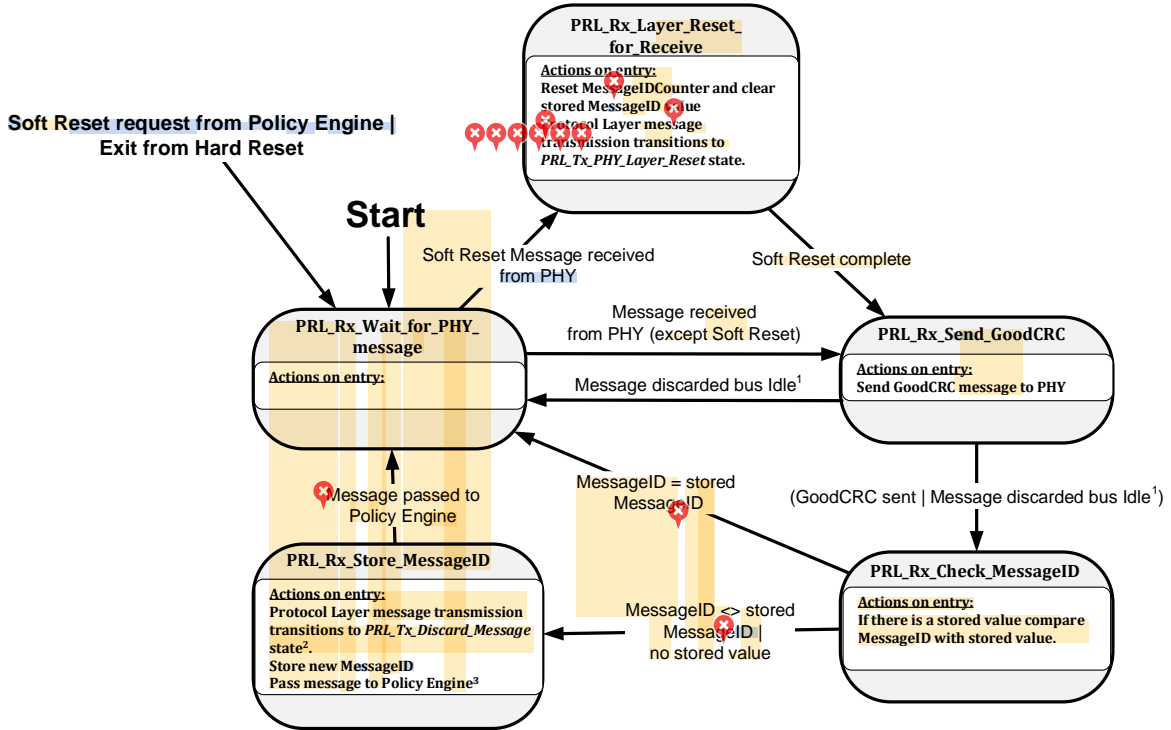 PRL_Rx_Layer_Reset_
for_Receive
Actions on entry:
Reset MessageIDCounter and clear
stored MessageID value
Protocol Layer message
transmission transitions to
PRL_Tx_PHY_Layer_Reset state.
Soft Reset request from Policy Engine |
Exit from Hard Reset
Start
Soft Reset Message received
from PHY
Soft Reset complete
PRL_Rx_Wait_for_PHY_
message
Actions on entry:
Message received
from PHY (except Soft Reset)
Message discarded bus Idle¹
PRL_Rx_Send_GoodCRC
Actions on entry:
Send GoodCRC message to PHY
Message passed to
Policy Engine
MessageID = stored
MessageID
(GoodCRC sent | Message discarded bus Idle¹)
PRL_Rx_Store_MessageID
Actions on entry:
Protocol Layer message transmission
transitions to PRL_Tx_Discard_Message
state².
Store new MessageID
Pass message to Policy Engine³
MessageID <> stored
MessageID |
no stored value
PRL_Rx_Check_MessageID
Actions on entry:
If there is a stored value compare
MessageID with stored value.